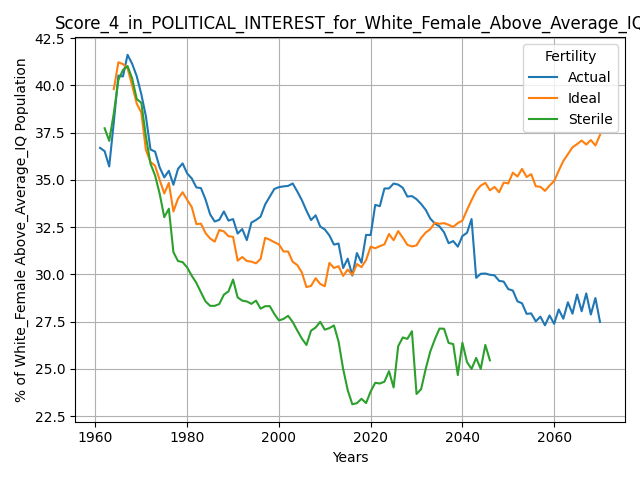 Score_4_in_POLITICAL_INTEREST_for_White_Female_Above_Average_IQ
% of White_Female Above_Average_IQ Population
42.5
40.0
37.5
35.0
32.5
30.0
27.5
25.0
22.5
Fertility
Actual
Ideal
Sterile
1960
1980
2000
2020
2040
2060
Years